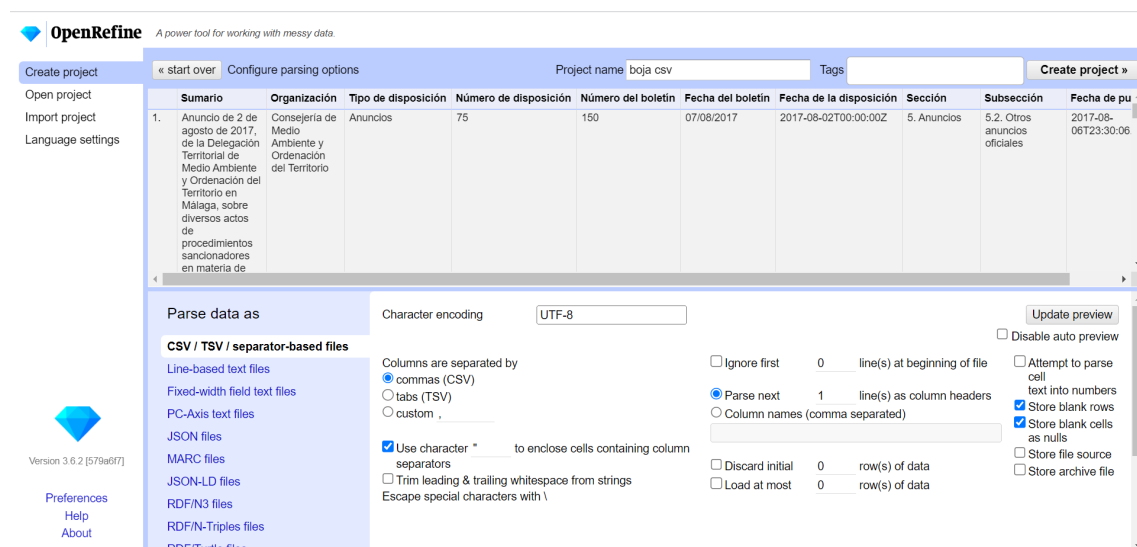 OpenRefine A power tool for working with messy data.
Create project
Open project
Import project
Language settings
Version 3.6.2 [579a6f7]
Preferences
Help
About
« start over Configure parsing options Project name boja csv Tags Create project »
Sumario Organización Tipo de disposición Número de disposición Número del boletín Fecha del boletín Fecha de la disposición Sección Subsección Fecha de pu
1.
Anuncio de 2 de
agosto de 2017,
de la Delegación
Territorial de
Medio Ambiente
y Ordenación del
Territorio en
Málaga, sobre
diversos actos
de
procedimientos
sancionadores
en materia de
Consejería de
Medio
Ambiente y
Ordenación
del Territorio
Anuncios
75
150
07/08/2017
2017-08-02T00:00:00Z
5. Anuncios
5.2. Otros
anuncios
oficiales
2017-08-
06T23:30:06.
Parse data as
CSV / TSV / separator-based files
Line-based text files
Fixed-width field text files
PC-Axis text files
JSON files
MARC files
JSON-LD files
RDF/N3 files
RDF/N-Triples files
RDF/Turtle files
Character encoding UTF-8
Update preview
Disable auto preview
Columns are separated by
commas (CSV)
tabs (TSV)
custom ,
Use character " to enclose cells containing column
separators
Trim leading & trailing whitespace from strings
Escape special characters with \
Ignore first 0 line(s) at beginning of file
Parse next 1 line(s) as column headers
Column names (comma separated)
Discard initial 0 row(s) of data
Load at most 0 row(s) of data
Attempt to parse
cell
text into numbers
Store blank rows
Store blank cells
as nulls
Store file source
Store archive file